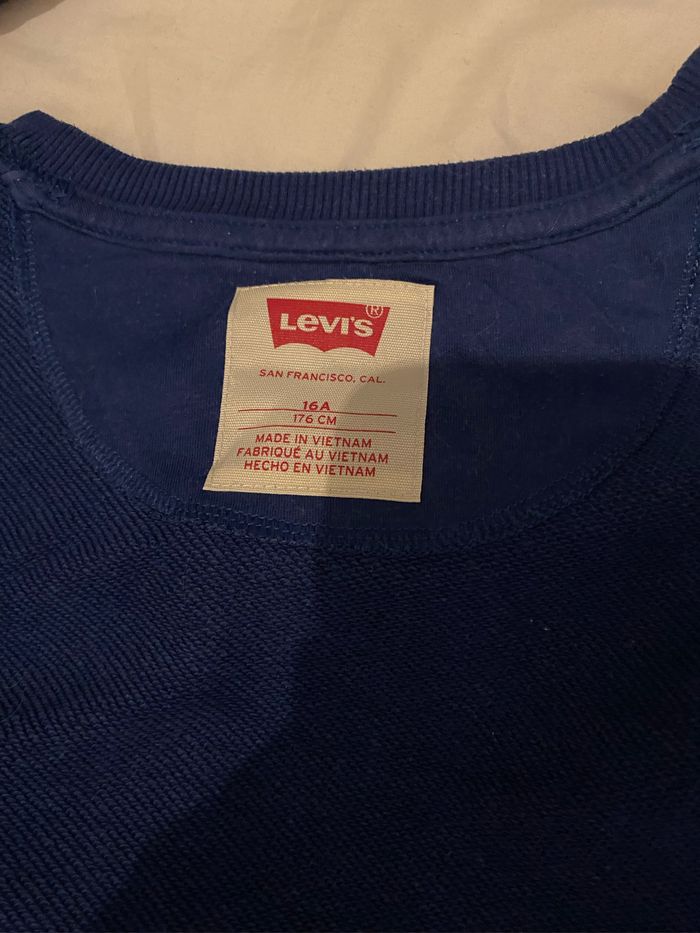 Levi's ®
SAN FRANCISCO, CAL.
16A
176 CM
MADE IN VIETNAM
FABRIQUÉ AU VIETNAM
HECHO EN VIETNAM